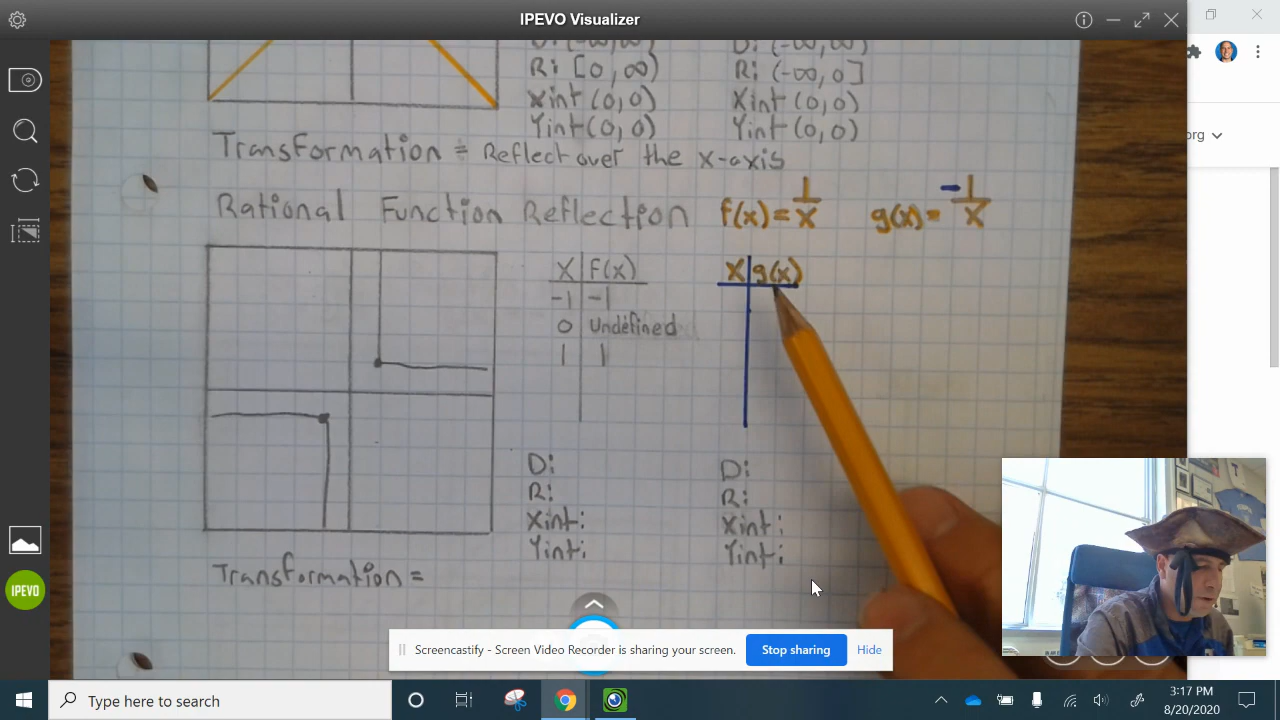 IPEVO Visualizer
D: (-∞,∞)
D: (-∞,∞)
R: [0,∞)
R: (-∞,0]
Xint (0,0)
Xint (0,0)
Yint (0,0)
Yint (0,0)
Transformation = Reflect over the x-axis
Rational Function Reflection f(x)=1/x g(x)=-1/x
X f(x)
-1 -1
0 Undefined
1 1
X g(x)
D:
R:
Xint:
Yint:
D:
R:
Xint:
Yint:
Transformation =
org
IPEVO
Screencastify - Screen Video Recorder is sharing your screen.
Stop sharing
Hide
Type here to search
3:17 PM
8/20/2020